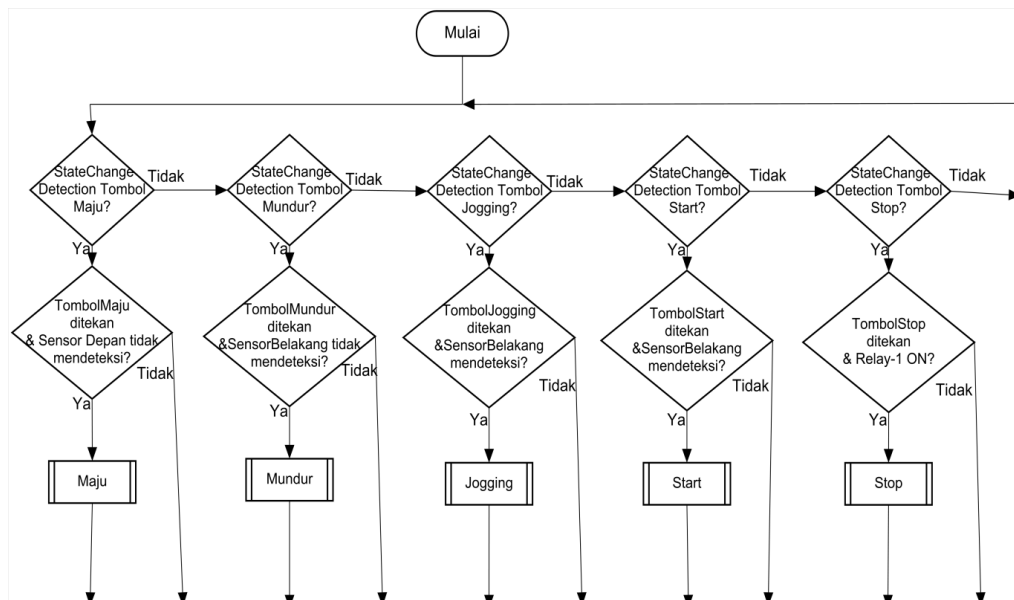 Mulai
StateChange
Detection Tombol
Maju?
Tidak
StateChange
Detection Tombol
Mundur?
Tidak
StateChange
Detection Tombol
Jogging?
Tidak
StateChange
Detection Tombol
Start?
Tidak
StateChange
Detection Tombol
Stop?
Tidak
Ya
Ya
Ya
Ya
Ya
TombolMaju
ditekan
& Sensor Depan tidak
mendeteksi?
Tidak
TombolMundur
ditekan
&SensorBelakang tidak
mendeteksi?
Tidak
TombolJogging
ditekan
&SensorBelakang
mendeteksi?
Tidak
TombolStart
ditekan
&SensorBelakang
mendeteksi?
Tidak
TombolStop
ditekan
& Relay-1 ON?
Tidak
Ya
Ya
Ya
Ya
Ya
Maju
Mundur
Jogging
Start
Stop